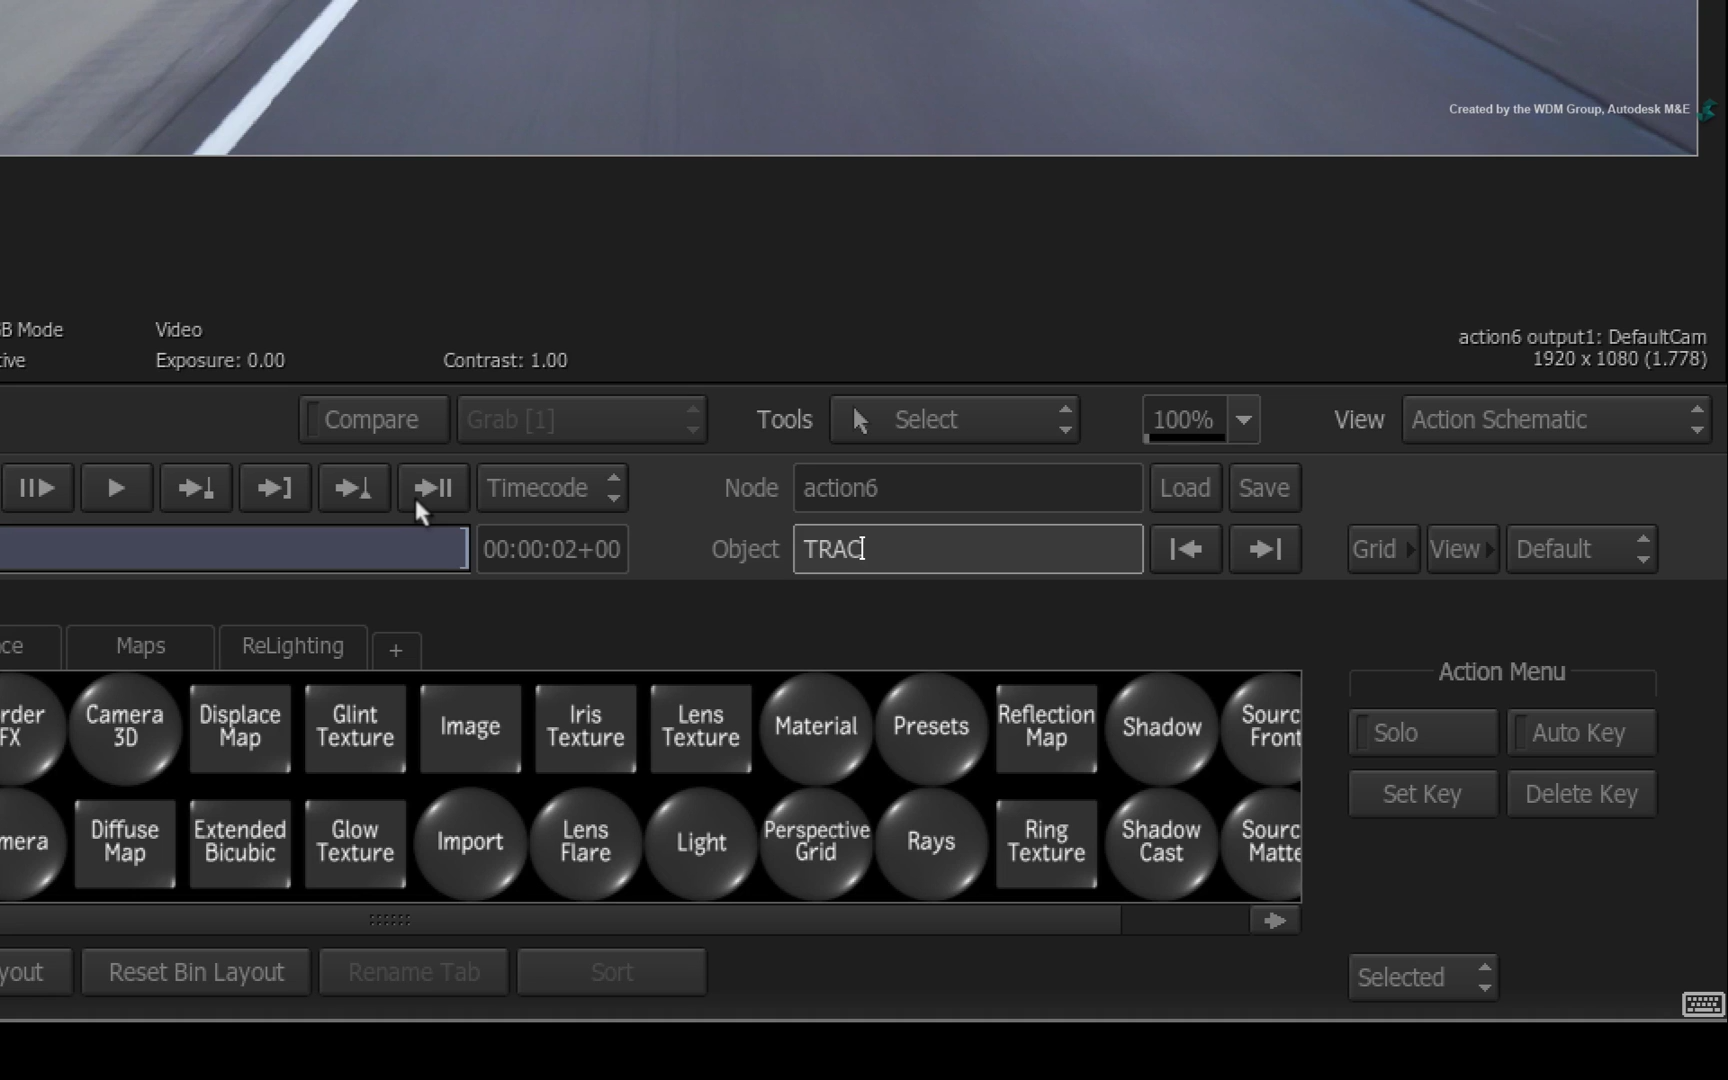 Created by the WDM Group, Autodesk M&E
B Mode
Video
tive
Exposure: 0.00
Contrast: 1.00
action6 output1: DefaultCam
1920 x 1080 (1.778)
Compare
Grab [1]
Tools
Select
100%
View
Action Schematic
Timecode
Node
action6
Load
Save
00:00:02+00
Object
TRAC
Grid
View
Default
ce
Maps
ReLighting
+
Action Menu
rder
FX
Camera
3D
Displace
Map
Glint
Texture
Image
Iris
Texture
Lens
Texture
Material
Presets
Reflection
Map
Shadow
Sourc
Front
Solo
Auto Key
Set Key
Delete Key
mera
Diffuse
Map
Extended
Bicubic
Glow
Texture
Import
Lens
Flare
Light
Perspective
Grid
Rays
Ring
Texture
Shadow
Cast
Sourc
Matte
yout
Reset Bin Layout
Rename Tab
Sort
Selected